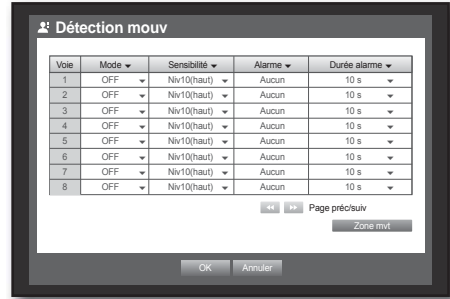 Détection mouv
Voie Mode Sensibilité Alarme Durée alarme
1 OFF Niv10(haut) Aucun 10 s
2 OFF Niv10(haut) Aucun 10 s
3 OFF Niv10(haut) Aucun 10 s
4 OFF Niv10(haut) Aucun 10 s
5 OFF Niv10(haut) Aucun 10 s
6 OFF Niv10(haut) Aucun 10 s
7 OFF Niv10(haut) Aucun 10 s
8 OFF Niv10(haut) Aucun 10 s
Page préc/suiv
Zone mvt
OK Annuler